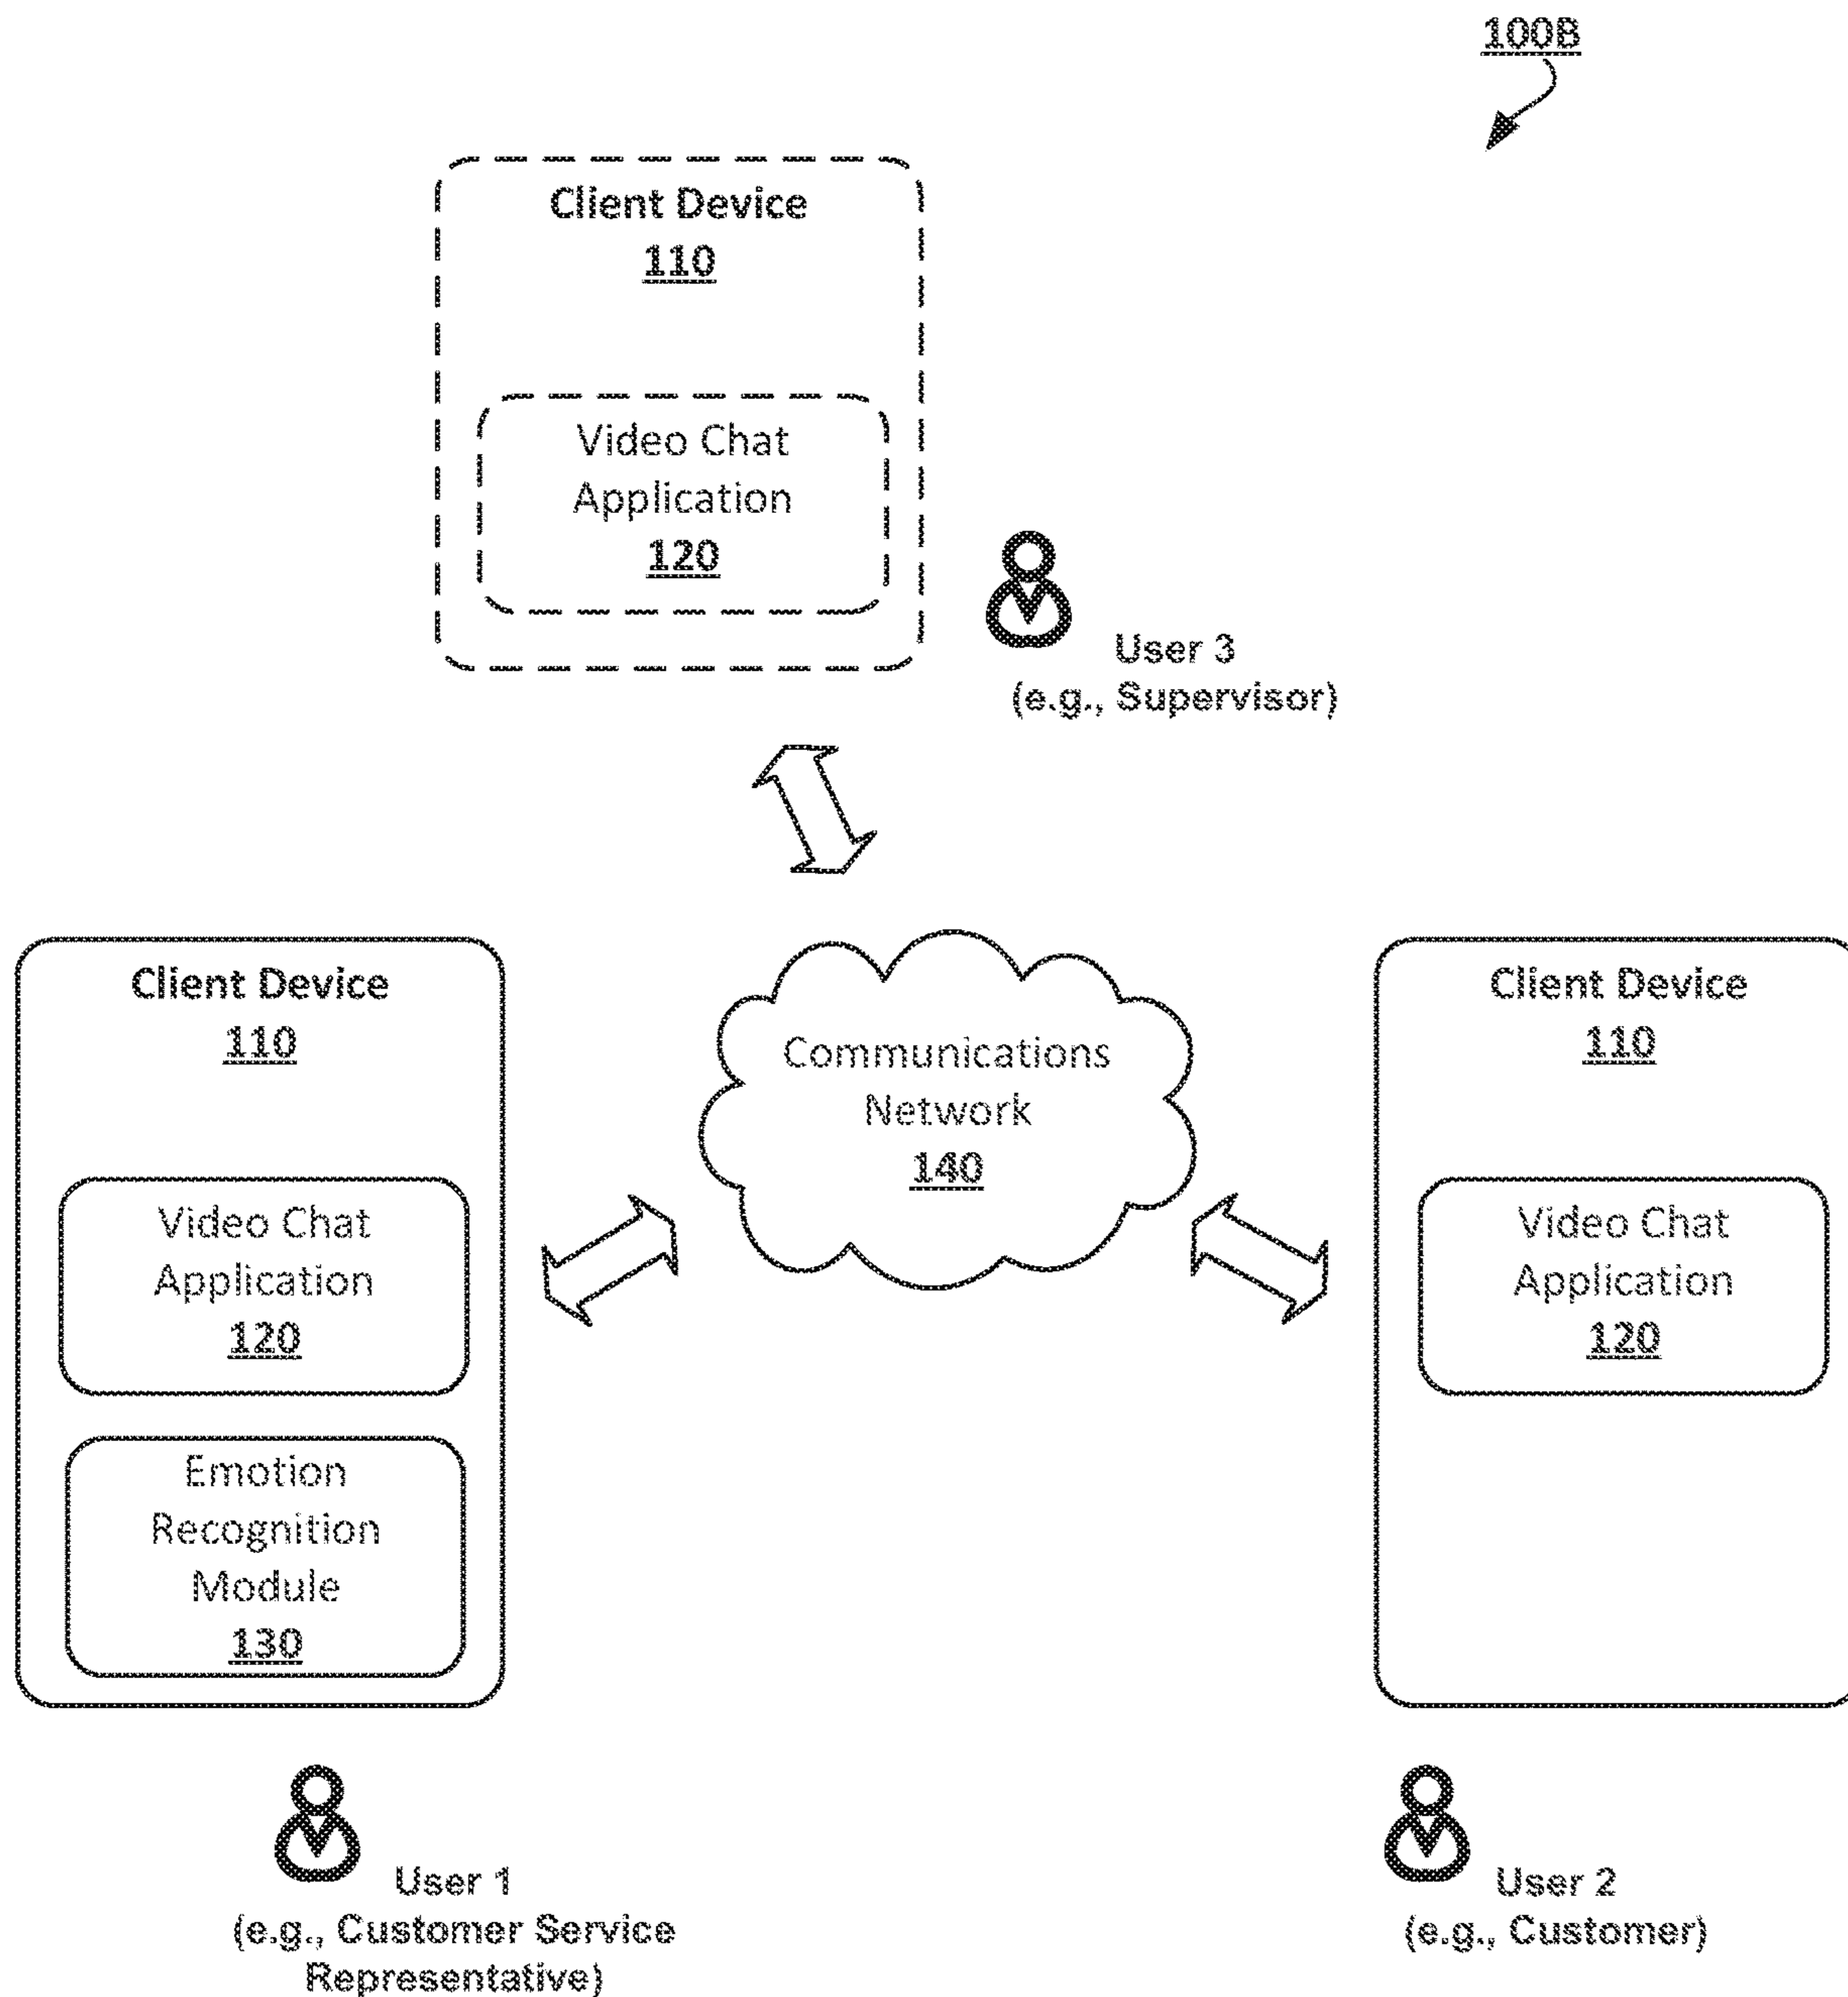 100B
Client Device
110
Video Chat
Application
120
User 3
(e.g., Supervisor)
Client Device
110
Video Chat
Application
120
Emotion
Recognition
Module
130
Communications
Network
140
Client Device
110
Video Chat
Application
120
User 1
(e.g., Customer Service
Representative)
User 2
(e.g., Customer)